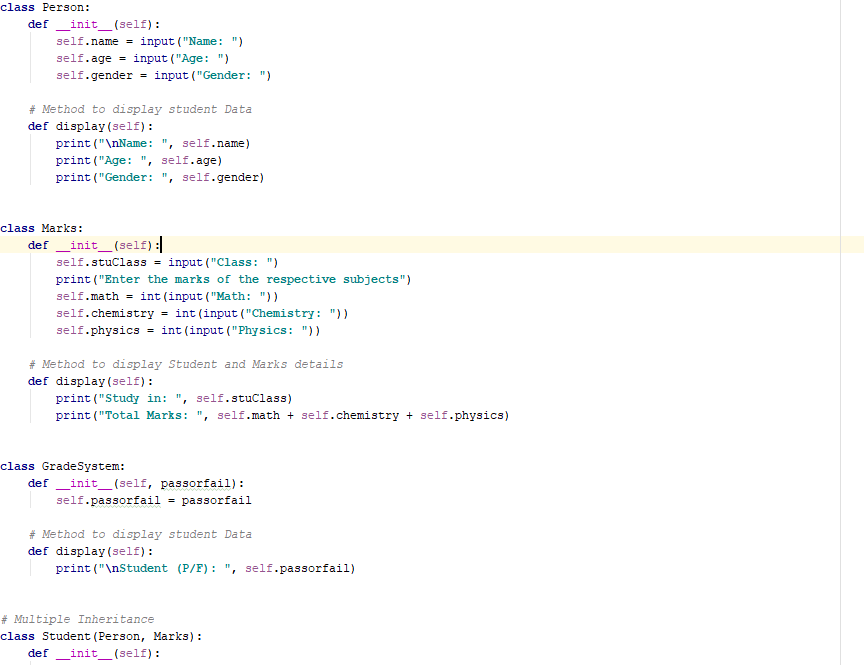 class Person:
    def __init__(self):
        self.name = input("Name: ")
        self.age = input("Age: ")
        self.gender = input("Gender: ")
    # Method to display student Data
    def display(self):
        print("\nName: ", self.name)
        print("Age: ", self.age)
        print("Gender: ", self.gender)
class Marks:
    def __init__(self):
        self.stuClass = input("Class: ")
        print("Enter the marks of the respective subjects")
        self.math = int(input("Math: "))
        self.chemistry = int(input("Chemistry: "))
        self.physics = int(input("Physics: "))
    # Method to display Student and Marks details
    def display(self):
        print("Study in: ", self.stuClass)
        print("Total Marks: ", self.math + self.chemistry + self.physics)
class GradeSystem:
    def __init__(self, passorfail):
        self.passorfail = passorfail
    # Method to display student Data
    def display(self):
        print("\nStudent (P/F): ", self.passorfail)
# Multiple Inheritance
class Student(Person, Marks):
    def __init__(self):